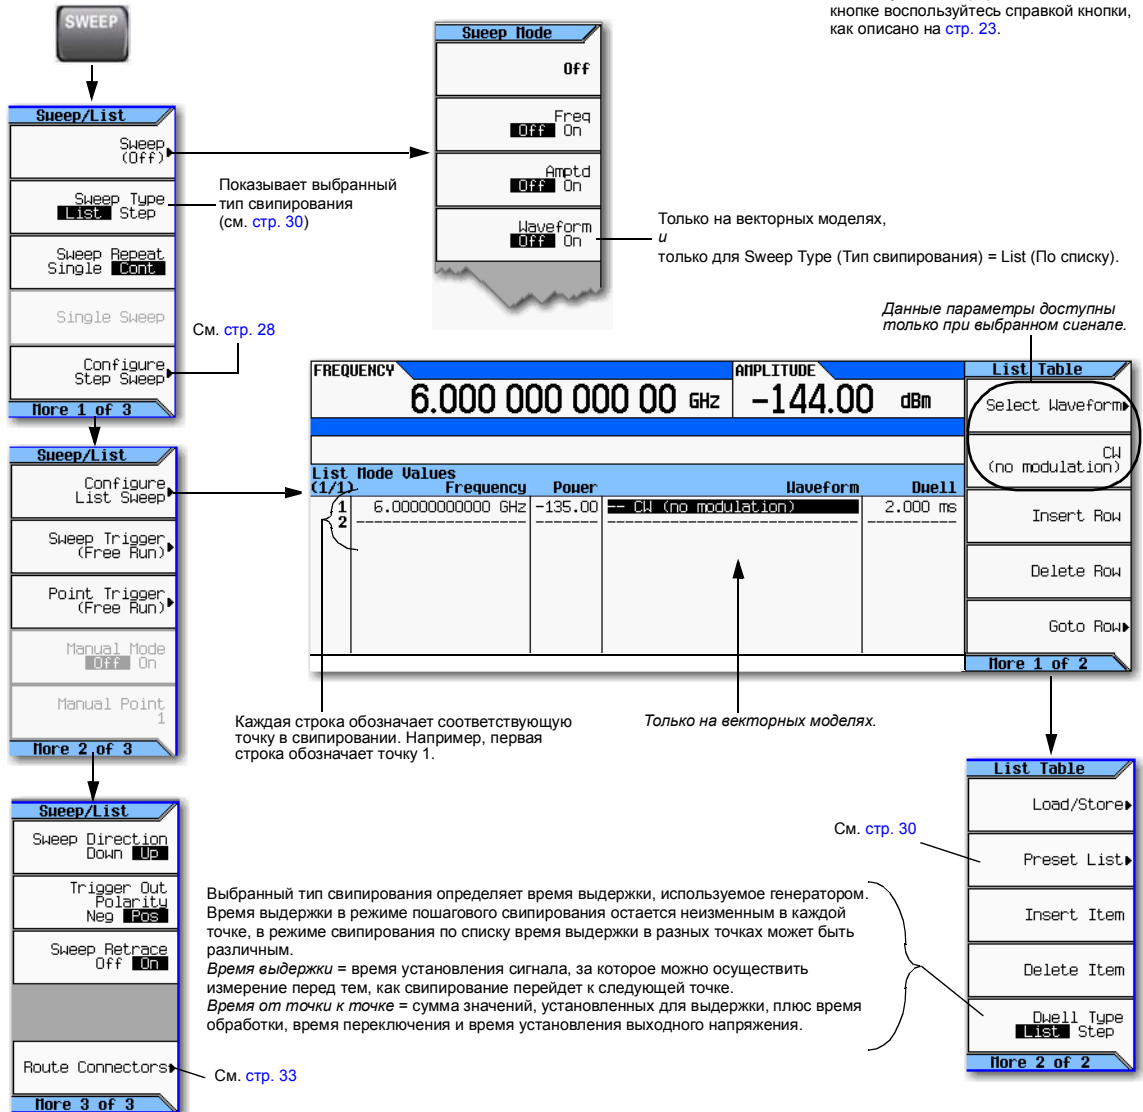 кнопке воспользуйтесь справкой кнопки,
как описано на стр. 23.
SWEEP
Sweep/List
Sweep
(Off)
Sweep Type
List Step
Sweep Repeat
Single Cont
Single Sweep
Configure
Step Sweep
More 1 of 3
Показывает выбранный
тип свипирования
(см. стр. 30)
См. стр. 28
Sweep Mode
Off
Freq
Off On
Amptd
Off On
Waveform
Off On
Только на векторных моделях,
и
только для Sweep Type (Тип свипирования) = List (По списку).
Данные параметры доступны
только при выбранном сигнале.
Sweep/List
Configure
List Sweep
Sweep Trigger
(Free Run)
Point Trigger
(Free Run)
Manual Mode
Off On
Manual Point
1
More 2 of 3
FREQUENCY AMPLITUDE
6.000 000 000 00 GHz -144.00 dBm
List Mode Values
(1/1) Frequency Power Waveform Dwell
1 6.00000000000 GHz -135.00 -- CW (no modulation) 2.000 ms
2 ----------------- ------- ------------------------- ---------
List Table
Select Waveform
CW
(no modulation)
Insert Row
Delete Row
Goto Row
More 1 of 2
Каждая строка обозначает соответствующую
точку в свипировании. Например, первая
строка обозначает точку 1.
Только на векторных моделях.
Sweep/List
Sweep Direction
Down Up
Trigger Out
Polarity
Neg Pos
Sweep Retrace
Off On
Route Connectors
More 3 of 3
См. стр. 33
Выбранный тип свипирования определяет время выдержки, используемое генератором.
Время выдержки в режиме пошагового свипирования остается неизменным в каждой
точке, в режиме свипирования по списку время выдержки в разных точках может быть
различным.
Время выдержки = время установления сигнала, за которое можно осуществить
измерение перед тем, как свипирование перейдет к следующей точке.
Время от точки к точке = сумма значений, установленных для выдержки, плюс время
обработки, время переключения и время установления выходного напряжения.
См. стр. 30
List Table
Load/Store
Preset List
Insert Item
Delete Item
Dwell Type
List Step
More 2 of 2